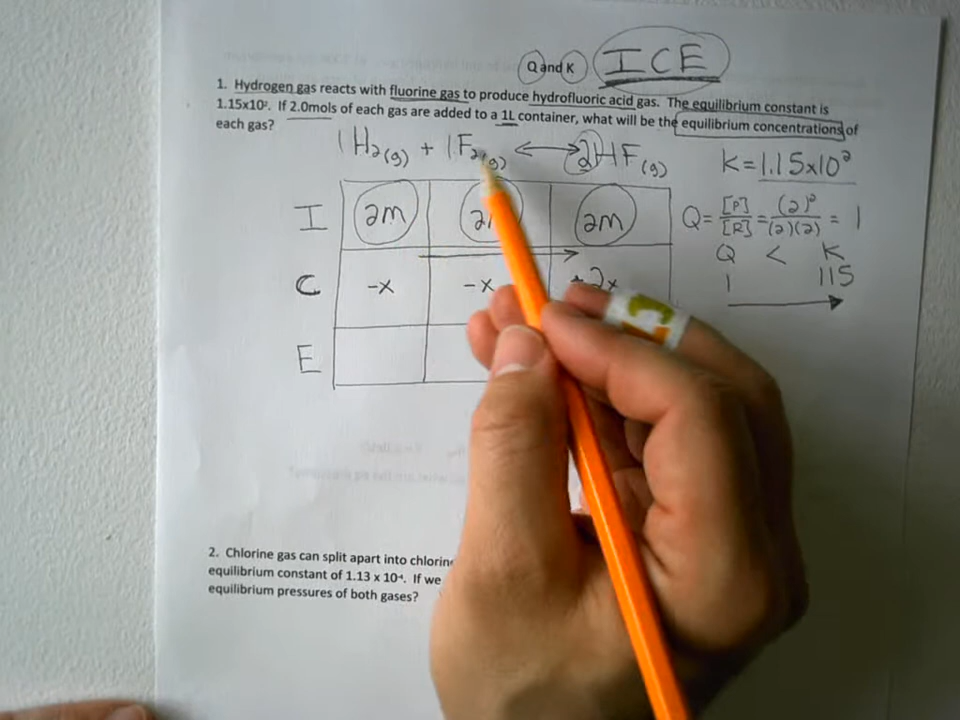 Q and K ICE
1. Hydrogen gas reacts with fluorine gas to produce hydrofluoric acid gas. The equilibrium constant is
1.15x10². If 2.0mols of each gas are added to a 1L container, what will be the equilibrium concentrations of
each gas?
1H₂(g) + 1F₂(g) ⟷ 2HF(g)
K=1.15x10²
I 2M 2M 2M
Q=[P]/[R]=(2)²/(2)(2) = 1
Q < K
1 115
C -x -x +2x
E
2. Chlorine gas can split apart into
equilibrium constant of 1.13 x 10⁻⁴. If we
equilibrium pressures of both gases?